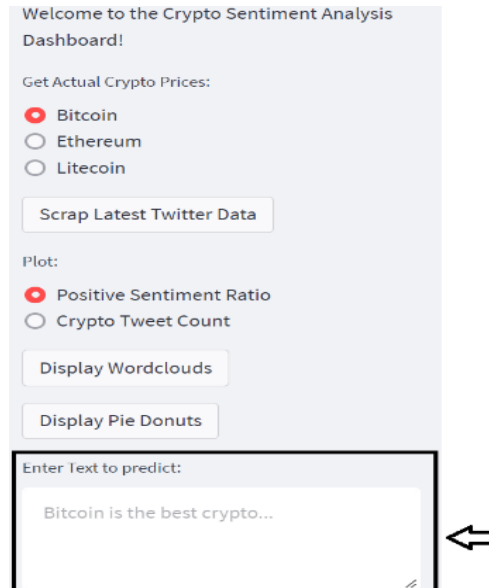 Welcome to the Crypto Sentiment Analysis
Dashboard!
Get Actual Crypto Prices:
Bitcoin
Ethereum
Litecoin
Scrap Latest Twitter Data
Plot:
Positive Sentiment Ratio
Crypto Tweet Count
Display Wordclouds
Display Pie Donuts
Enter Text to predict:
Bitcoin is the best crypto...